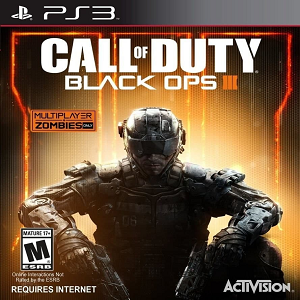 PS3
CALL OF DUTY
BLACK OPS III
MULTIPLAYER
ZOMBIES ONLY
MATURE 17+
M
ESRB
Online Interactions Not
Rated by the ESRB
REQUIRES INTERNET
ACTIVISION